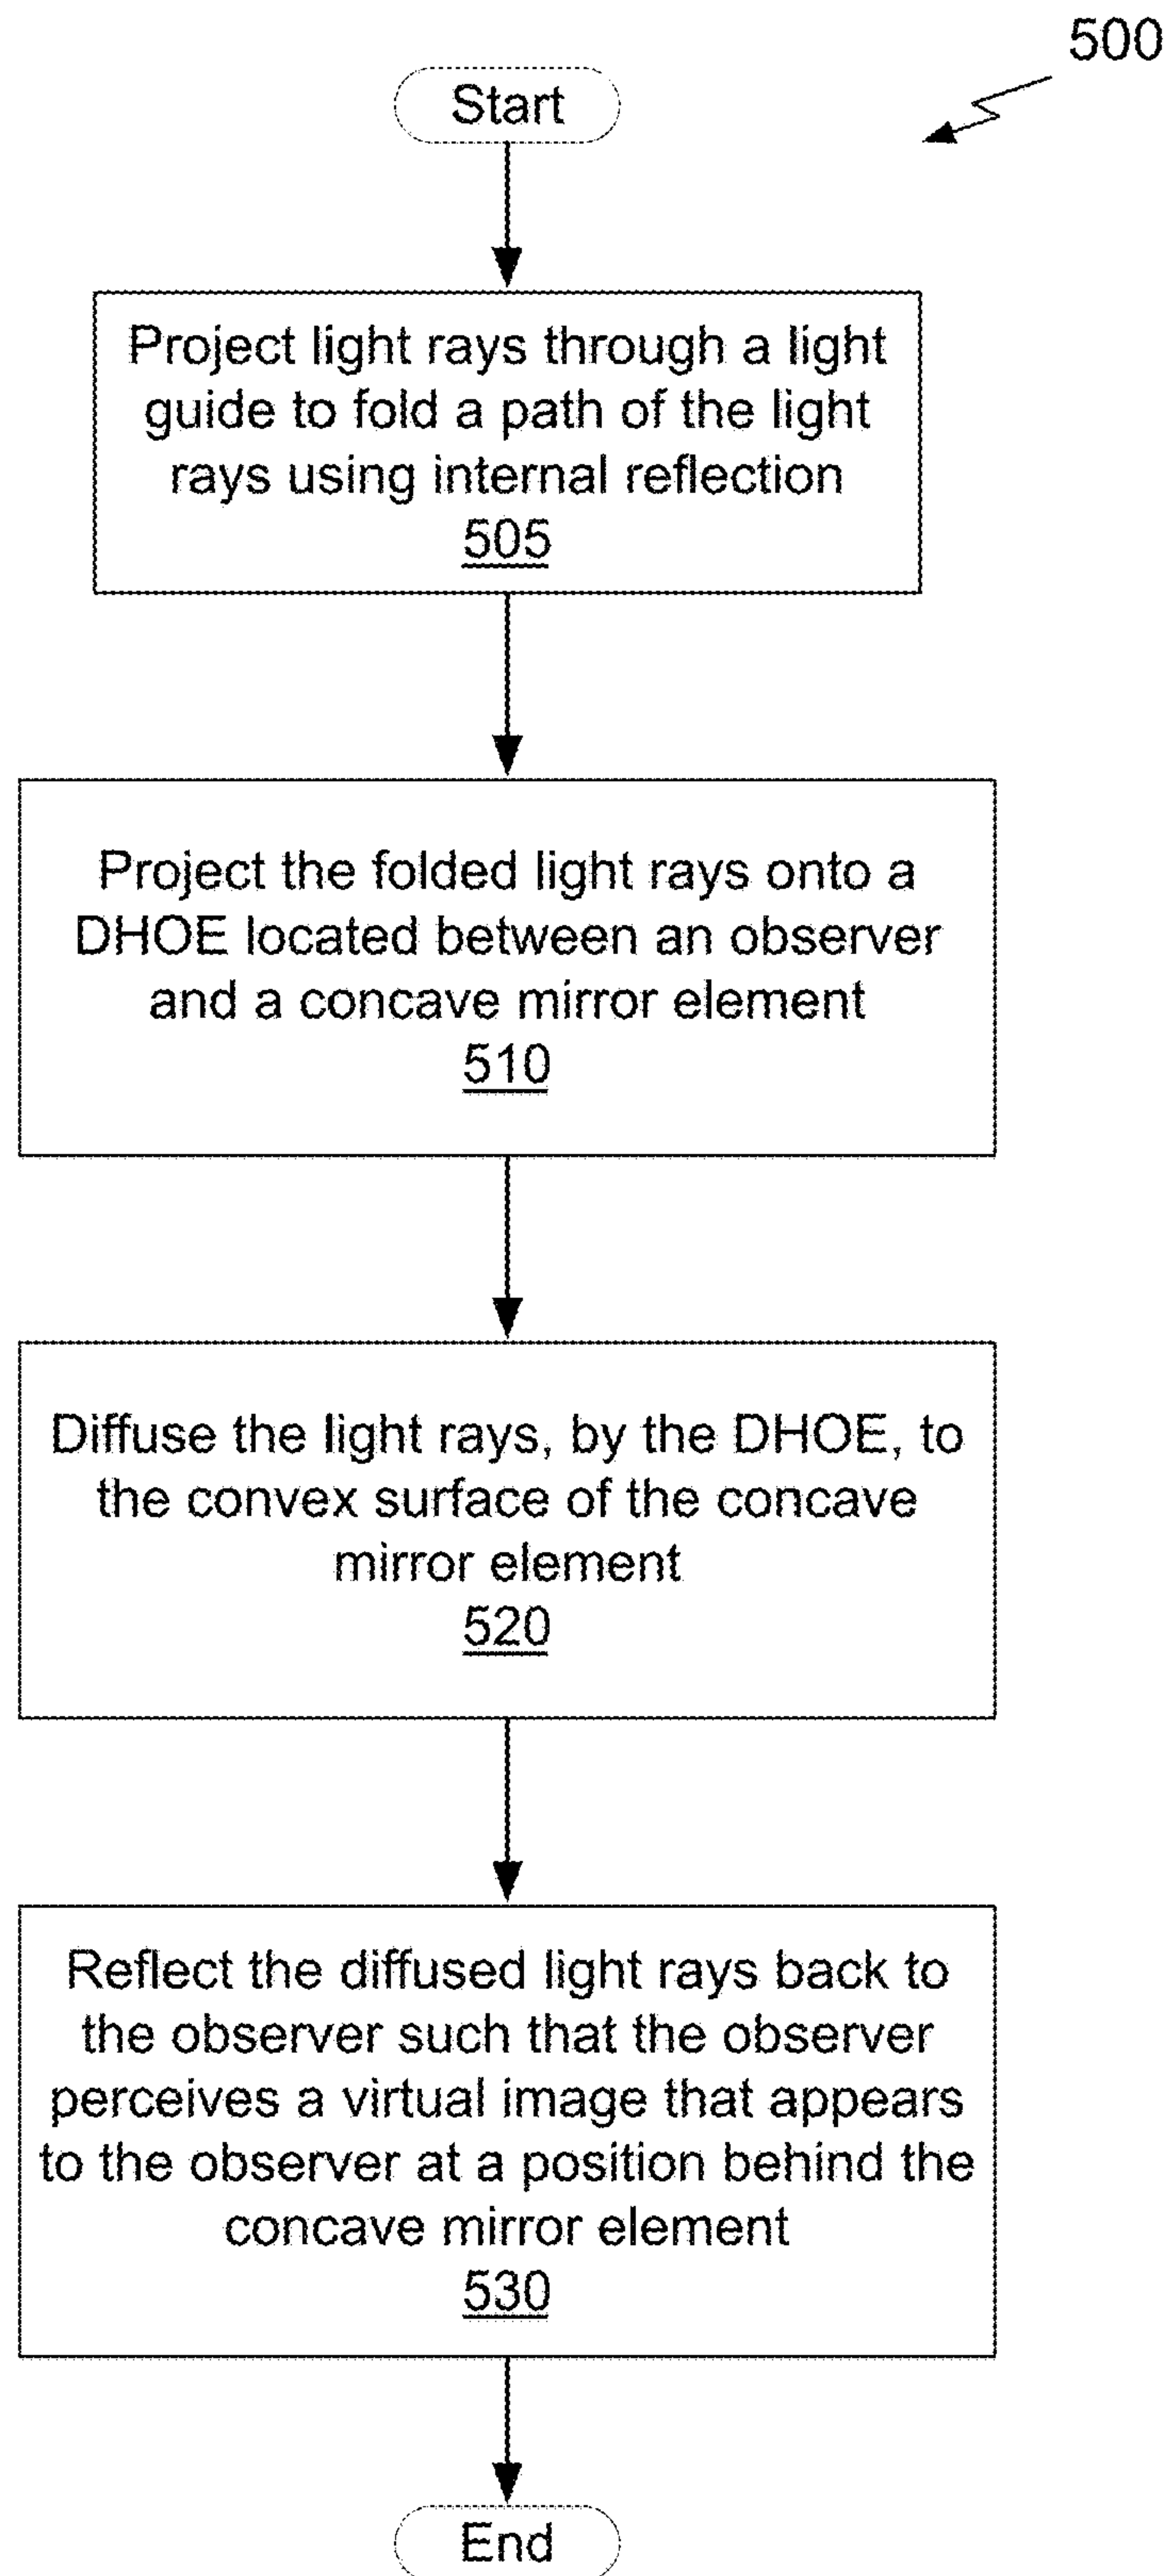 500
Start
Project light rays through a light
guide to fold a path of the light
rays using internal reflection
505
Project the folded light rays onto a
DHOE located between an observer
and a concave mirror element
510
Diffuse the light rays, by the DHOE, to
the convex surface of the concave
mirror element
520
Reflect the diffused light rays back to
the observer such that the observer
perceives a virtual image that appears
to the observer at a position behind the
concave mirror element
530
End